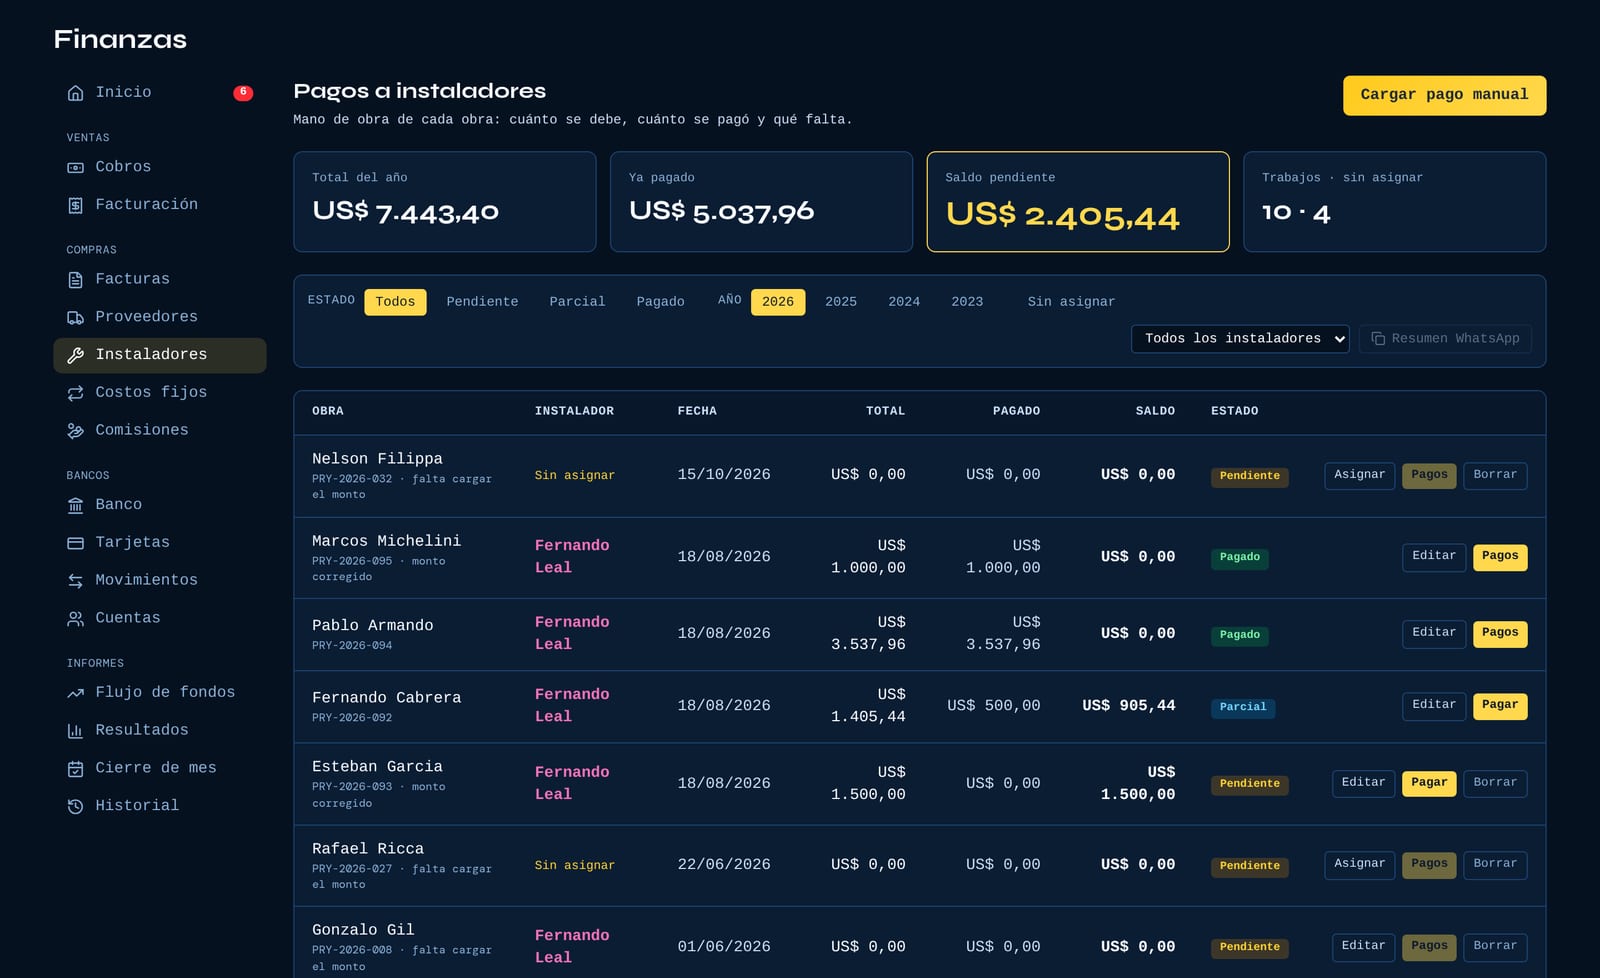 Finanzas
Inicio
6
VENTAS
Cobros
Facturación
COMPRAS
Facturas
Proveedores
Instaladores
Costos fijos
Comisiones
BANCOS
Banco
Tarjetas
Movimientos
Cuentas
INFORMES
Flujo de fondos
Resultados
Cierre de mes
Historial
Pagos a instaladores
Mano de obra de cada obra: cuánto se debe, cuánto se pagó y qué falta.
Cargar pago manual
Total del año
US$ 7.443,40
Ya pagado
US$ 5.037,96
Saldo pendiente
US$ 2.405,44
Trabajos · sin asignar
10 · 4
ESTADO Todos Pendiente Parcial Pagado AÑO 2026 2025 2024 2023 Sin asignar
Todos los instaladores Resumen WhatsApp
OBRA INSTALADOR FECHA TOTAL PAGADO SALDO ESTADO
Nelson Filippa
PRY-2026-032 · falta cargar
el monto
Sin asignar
15/10/2026
US$ 0,00
US$ 0,00
US$ 0,00
Pendiente
Asignar Pagos Borrar
Marcos Michelini
PRY-2026-095 · monto
corregido
Fernando
Leal
18/08/2026
US$
1.000,00
US$
1.000,00
US$ 0,00
Pagado
Editar Pagos
Pablo Armando
PRY-2026-094
Fernando
Leal
18/08/2026
US$
3.537,96
US$
3.537,96
US$ 0,00
Pagado
Editar Pagos
Fernando Cabrera
PRY-2026-092
Fernando
Leal
18/08/2026
US$
1.405,44
US$ 500,00
US$ 905,44
Parcial
Editar Pagar
Esteban Garcia
PRY-2026-093 · monto
corregido
Fernando
Leal
18/08/2026
US$
1.500,00
US$ 0,00
US$
1.500,00
Pendiente
Editar Pagar Borrar
Rafael Ricca
PRY-2026-027 · falta cargar
el monto
Sin asignar
22/06/2026
US$ 0,00
US$ 0,00
US$ 0,00
Pendiente
Asignar Pagos Borrar
Gonzalo Gil
PRY-2026-008 · falta cargar
el monto
Fernando
Leal
01/06/2026
US$ 0,00
US$ 0,00
US$ 0,00
Pendiente
Editar Pagos Borrar